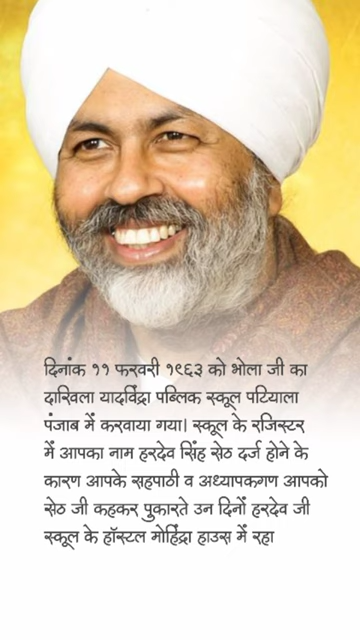 दिनांक ११ फरवरी १९६३ को भोला जी का
दाखिला यादविंद्रा पब्लिक स्कूल पटियाला
पंजाब में करवाया गया। स्कूल के रजिस्टर
में आपका नाम हरदेव सिंह सेठ दर्ज होने के
कारण आपके सहपाठी व अध्यापकगण आपको
सेठ जी कहकर पुकारते उन दिनों हरदेव जी
स्कूल के हॉस्टल मोहिंद्रा हाउस में रहा